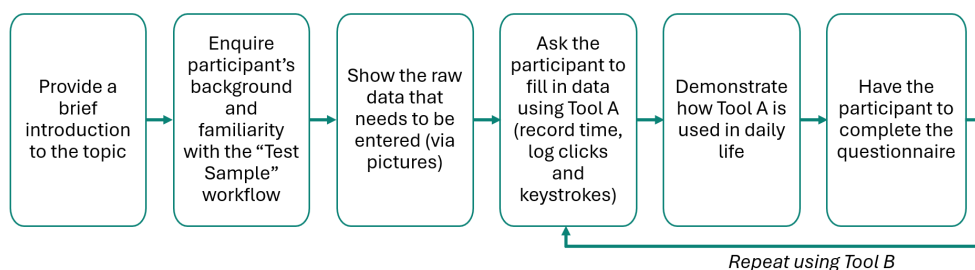 Provide a
brief
introduction
to the topic
Enquire
participant's
background
and
familiarity
with the “Test
Sample”
workflow
Show the raw
data that
needs to be
entered (via
pictures)
Ask the
participant to
fill in data
using Tool A
(record time,
log clicks
and
keystrokes)
Demonstrate
how Tool A is
used in daily
life
Have the
participant to
complete the
questionnaire
Repeat using Tool B